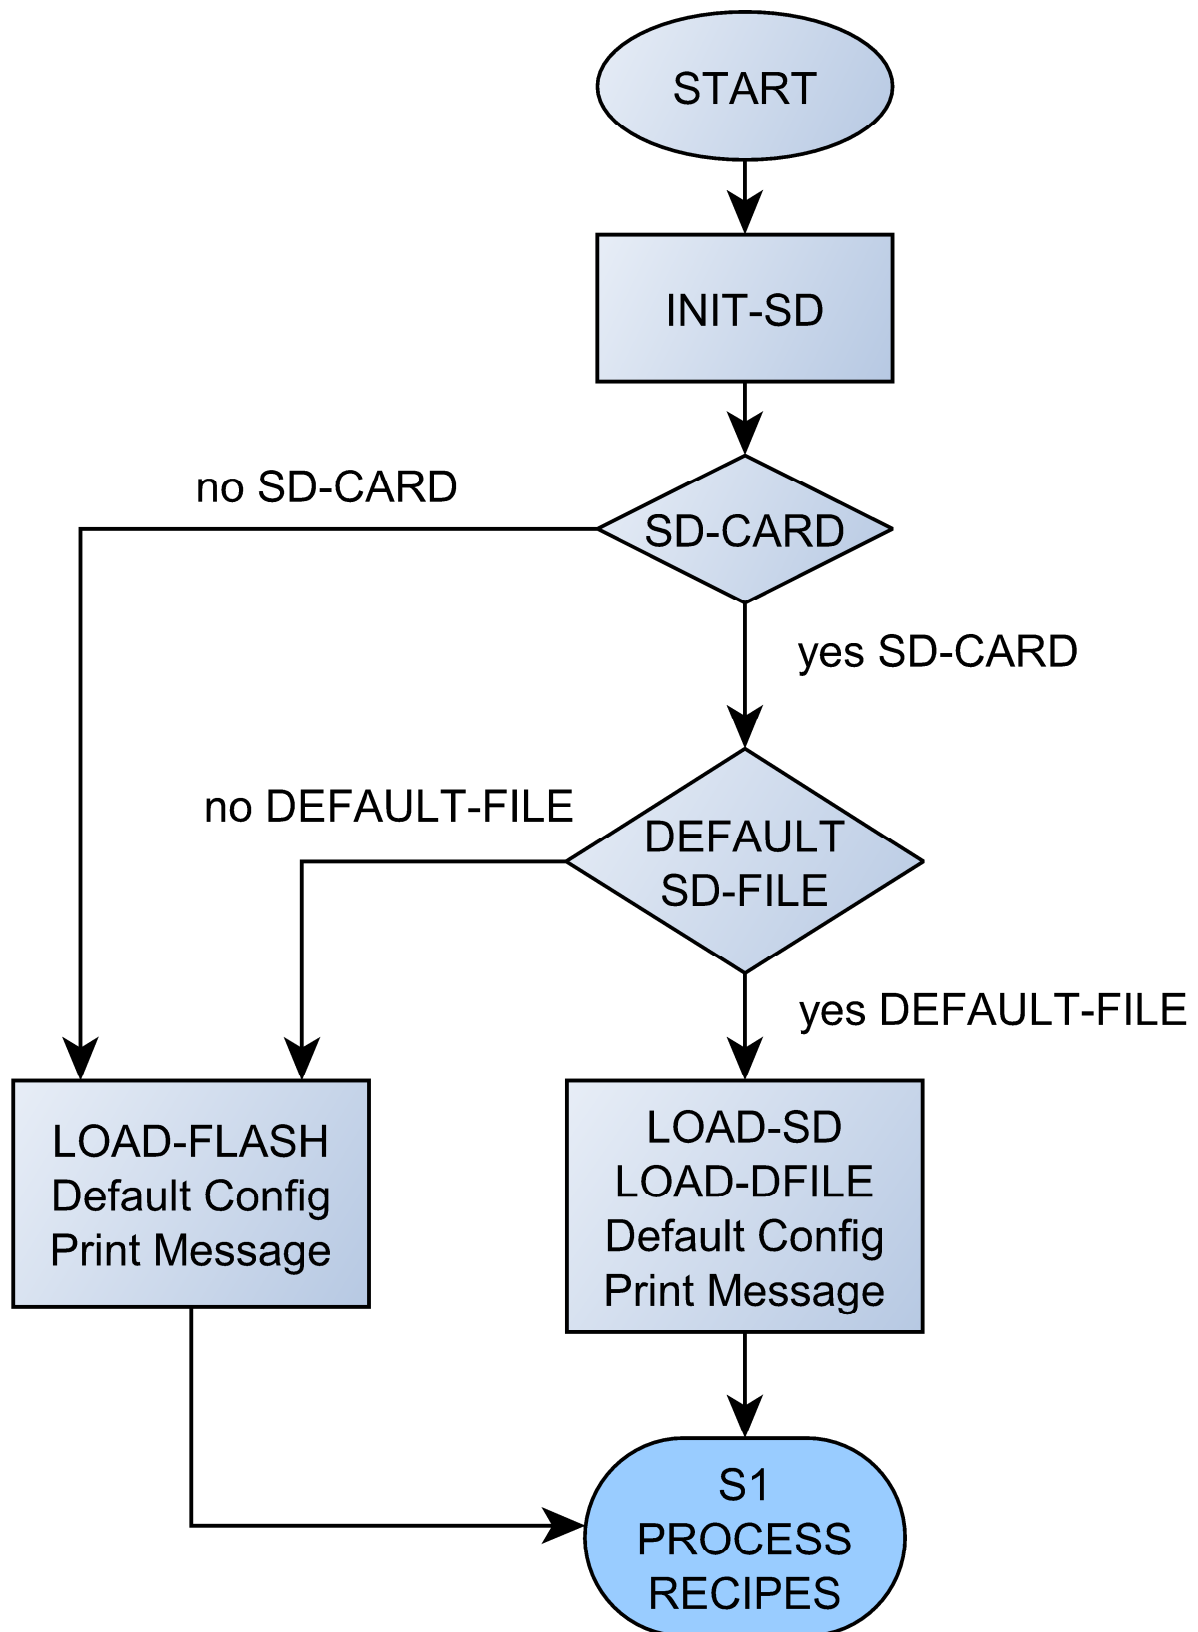 START
INIT-SD
no SD-CARD
SD-CARD
yes SD-CARD
no DEFAULT-FILE
DEFAULT
SD-FILE
yes DEFAULT-FILE
LOAD-FLASH
Default Config
Print Message
LOAD-SD
LOAD-DFILE
Default Config
Print Message
S1
PROCESS
RECIPES